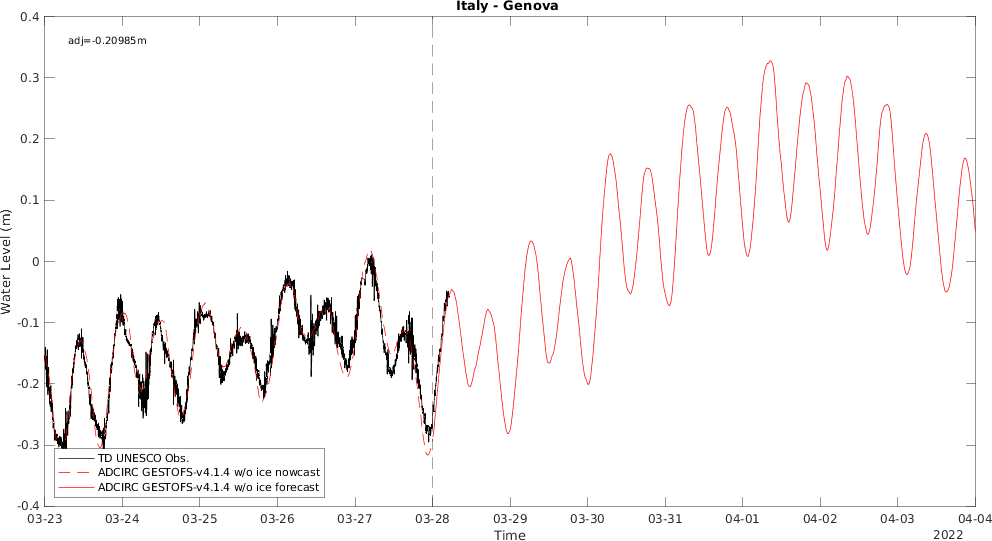 Italy - Genova
adj=-0.20985m
Water Level (m)
0.4
0.3
0.2
0.1
0
-0.1
-0.2
-0.3
-0.4
TD UNESCO Obs.
ADCIRC GESTOFS-v4.1.4 w/o ice nowcast
ADCIRC GESTOFS-v4.1.4 w/o ice forecast
03-23 03-24 03-25 03-26 03-27 03-28 03-29 03-30 03-31 04-01 04-02 04-03 04-04
Time
2022